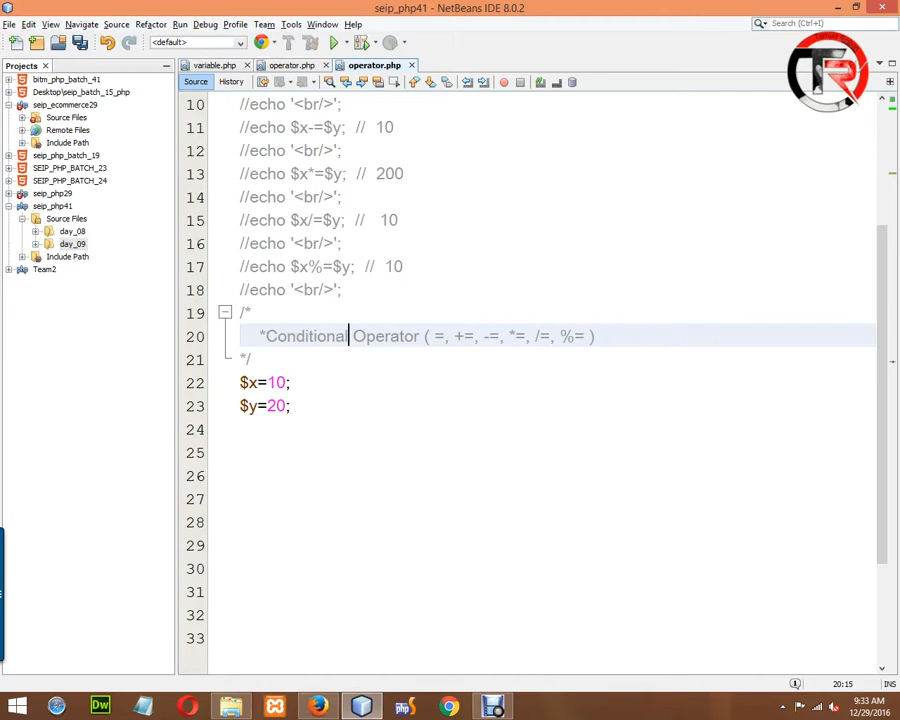 seip_php41 - NetBeans IDE 8.0.2
File Edit View Navigate Source Refactor Run Debug Profile Team Tools Window Help
Search (Ctrl+I)
<default>
Projects
variable.php operator.php operator.php
Source History
bitm_php_batch_41
Desktop\seip_batch_15_php
seip_ecommerce29
Source Files
Remote Files
Include Path
seip_php_batch_19
SEIP_PHP_BATCH_23
SEIP_PHP_BATCH_24
seip_php29
seip_php41
Source Files
day_08
day_09
Include Path
Team2
10 //echo '<br/>';
11 //echo $x-=$y; // 10
12 //echo '<br/>';
13 //echo $x*=$y; // 200
14 //echo '<br/>';
15 //echo $x/=$y; // 10
16 //echo '<br/>';
17 //echo $x%=$y; // 10
18 //echo '<br/>';
19 /*
20 *Conditional Operator ( =, +=, -=, *=, /=, %= )
21 */
22 $x=10;
23 $y=20;
24
25
26
27
28
29
30
31
32
33
20:15 INS
Dw
php
9:33 AM
12/29/2016